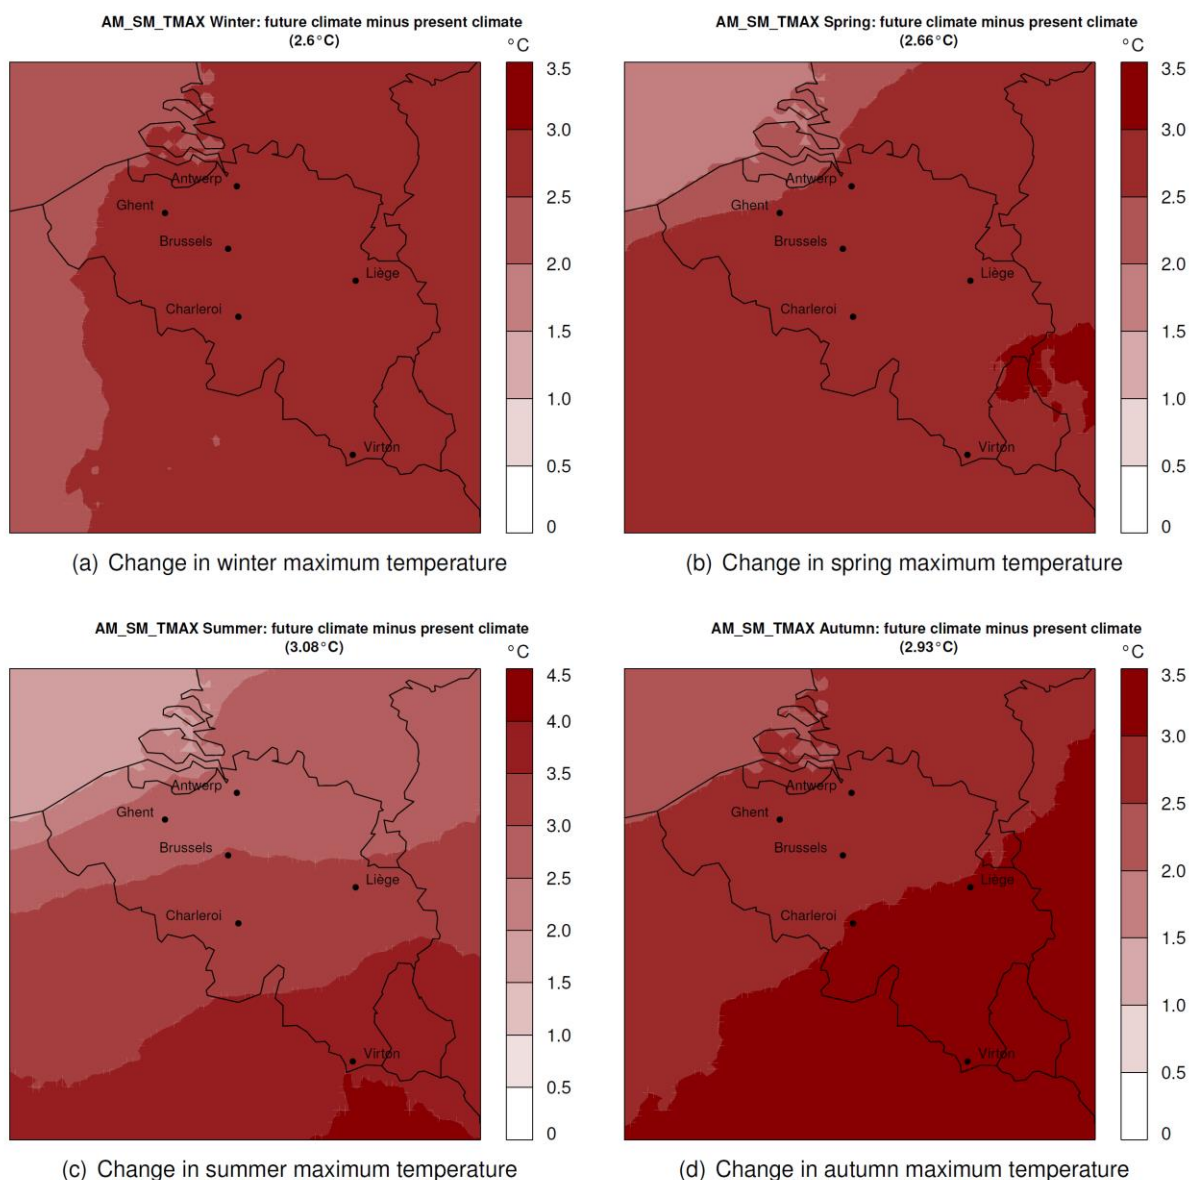 AM_SM_TMAX Winter: future climate minus present climate
(2.6°C)
°C
3.5
3.0
2.5
2.0
1.5
1.0
0.5
0
Antwerp
Ghent
Brussels
Liège
Charleroi
Virton
(a) Change in winter maximum temperature
AM_SM_TMAX Spring: future climate minus present climate
(2.66°C)
°C
3.5
3.0
2.5
2.0
1.5
1.0
0.5
0
Antwerp
Ghent
Brussels
Liège
Charleroi
Virton
(b) Change in spring maximum temperature
AM_SM_TMAX Summer: future climate minus present climate
(3.08°C)
°C
4.5
4.0
3.5
3.0
2.5
2.0
1.5
1.0
0.5
0
Antwerp
Ghent
Brussels
Liège
Charleroi
Virton
(c) Change in summer maximum temperature
AM_SM_TMAX Autumn: future climate minus present climate
(2.93°C)
°C
3.5
3.0
2.5
2.0
1.5
1.0
0.5
0
Antwerp
Ghent
Brussels
Liège
Charleroi
Virton
(d) Change in autumn maximum temperature